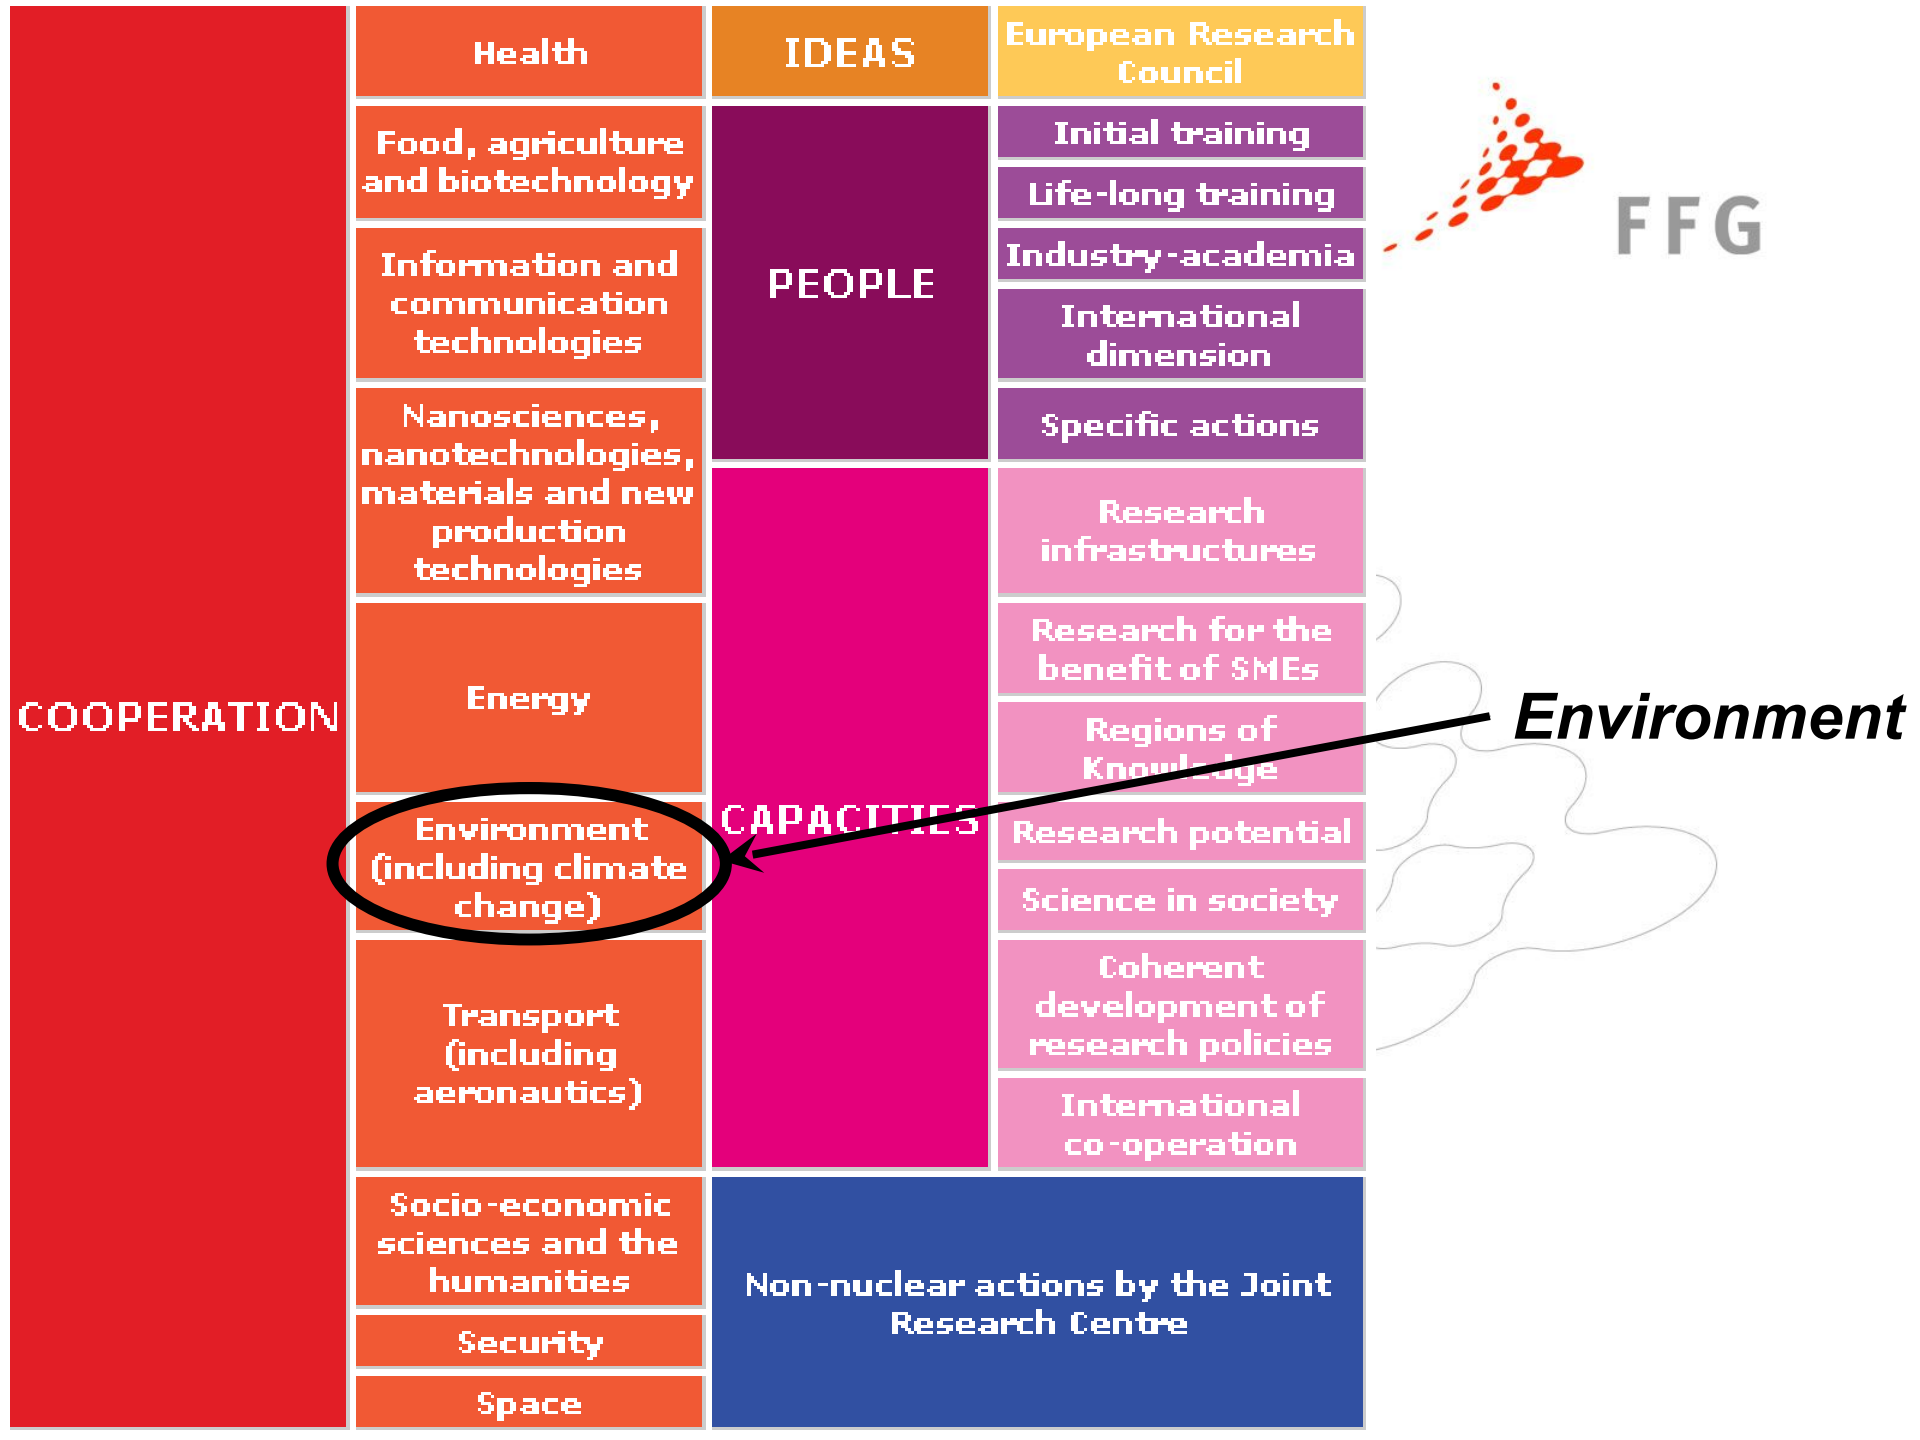 COOPERATION
Health
Food, agriculture
and biotechnology
Information and
communication
technologies
Nanosciences,
nanotechnologies,
materials and new
production
technologies
Energy
Environment
(including climate
change)
Transport
(including
aeronautics)
Socio-economic
sciences and the
humanities
Security
Space
IDEAS
European Research
Council
PEOPLE
Initial training
Life-long training
Industry-academia
International
dimension
Specific actions
CAPACITIES
Research
infrastructures
Research for the
benefit of SMEs
Regions of
Knowledge
Research potential
Science in society
Coherent
development of
research policies
International
co-operation
Non-nuclear actions by the Joint
Research Centre
FFG
Environment